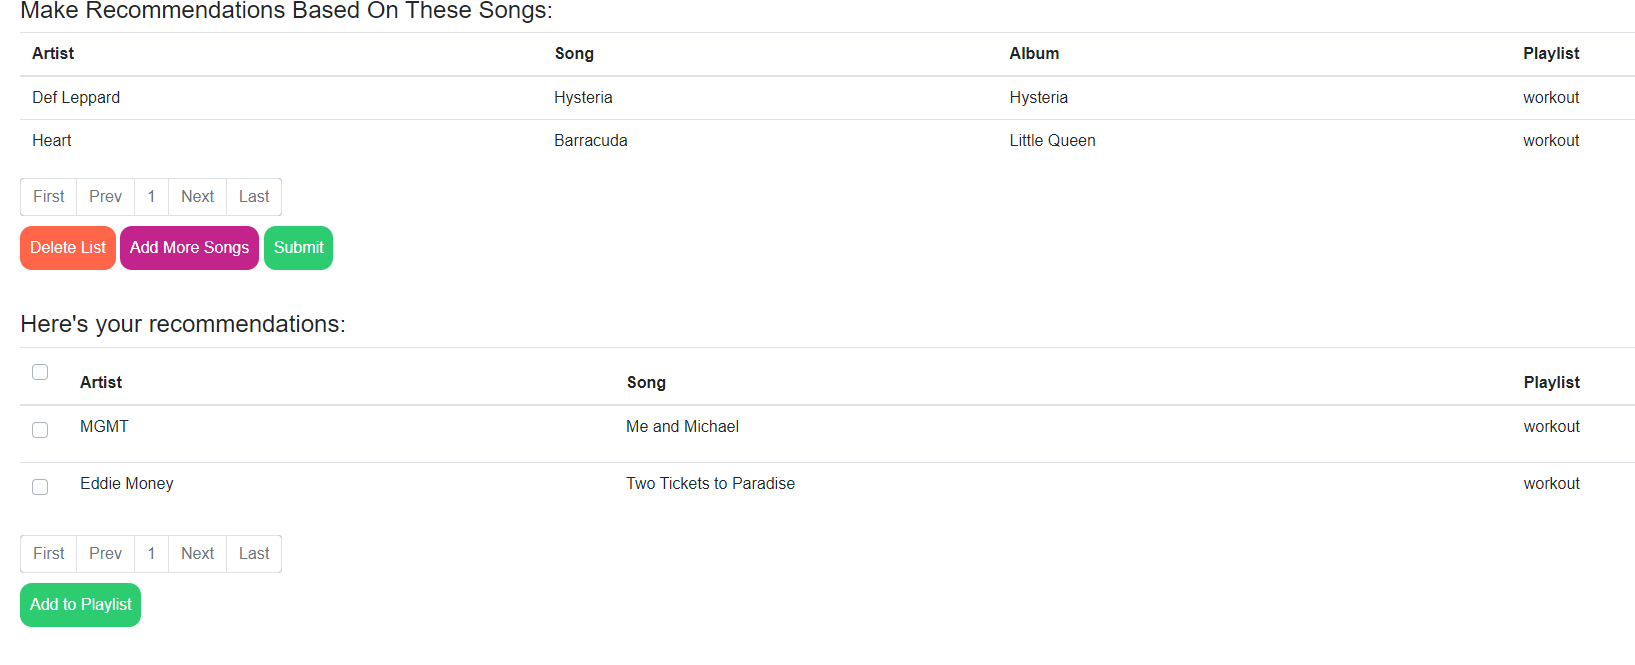 Make Recommendations Based On These Songs:
Artist Song Album Playlist
Def Leppard Hysteria Hysteria workout
Heart Barracuda Little Queen workout
First Prev 1 Next Last
Delete List Add More Songs Submit
Here's your recommendations:
Artist Song Playlist
MGMT Me and Michael workout
Eddie Money Two Tickets to Paradise workout
First Prev 1 Next Last
Add to Playlist